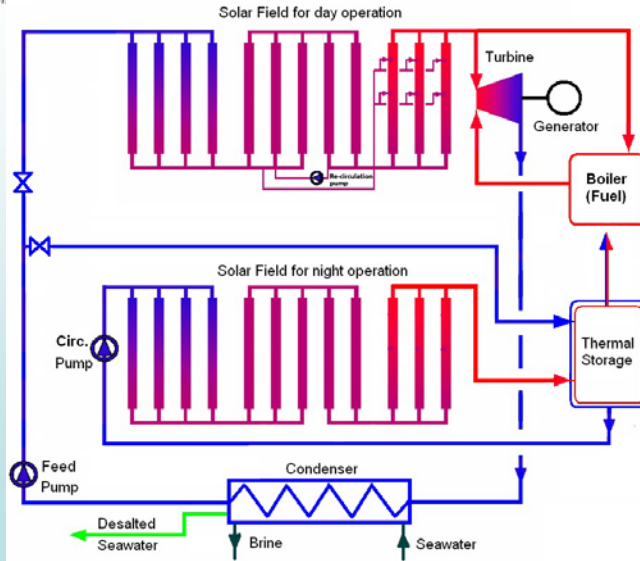 Solar Field for day operation
Turbine
Generator
Re-circulation
pump
Boiler
(Fuel)
Solar Field for night operation
Circ.
Pump
Thermal
Storage
Feed
Pump
Condenser
Desalted
Seawater
Brine
Seawater